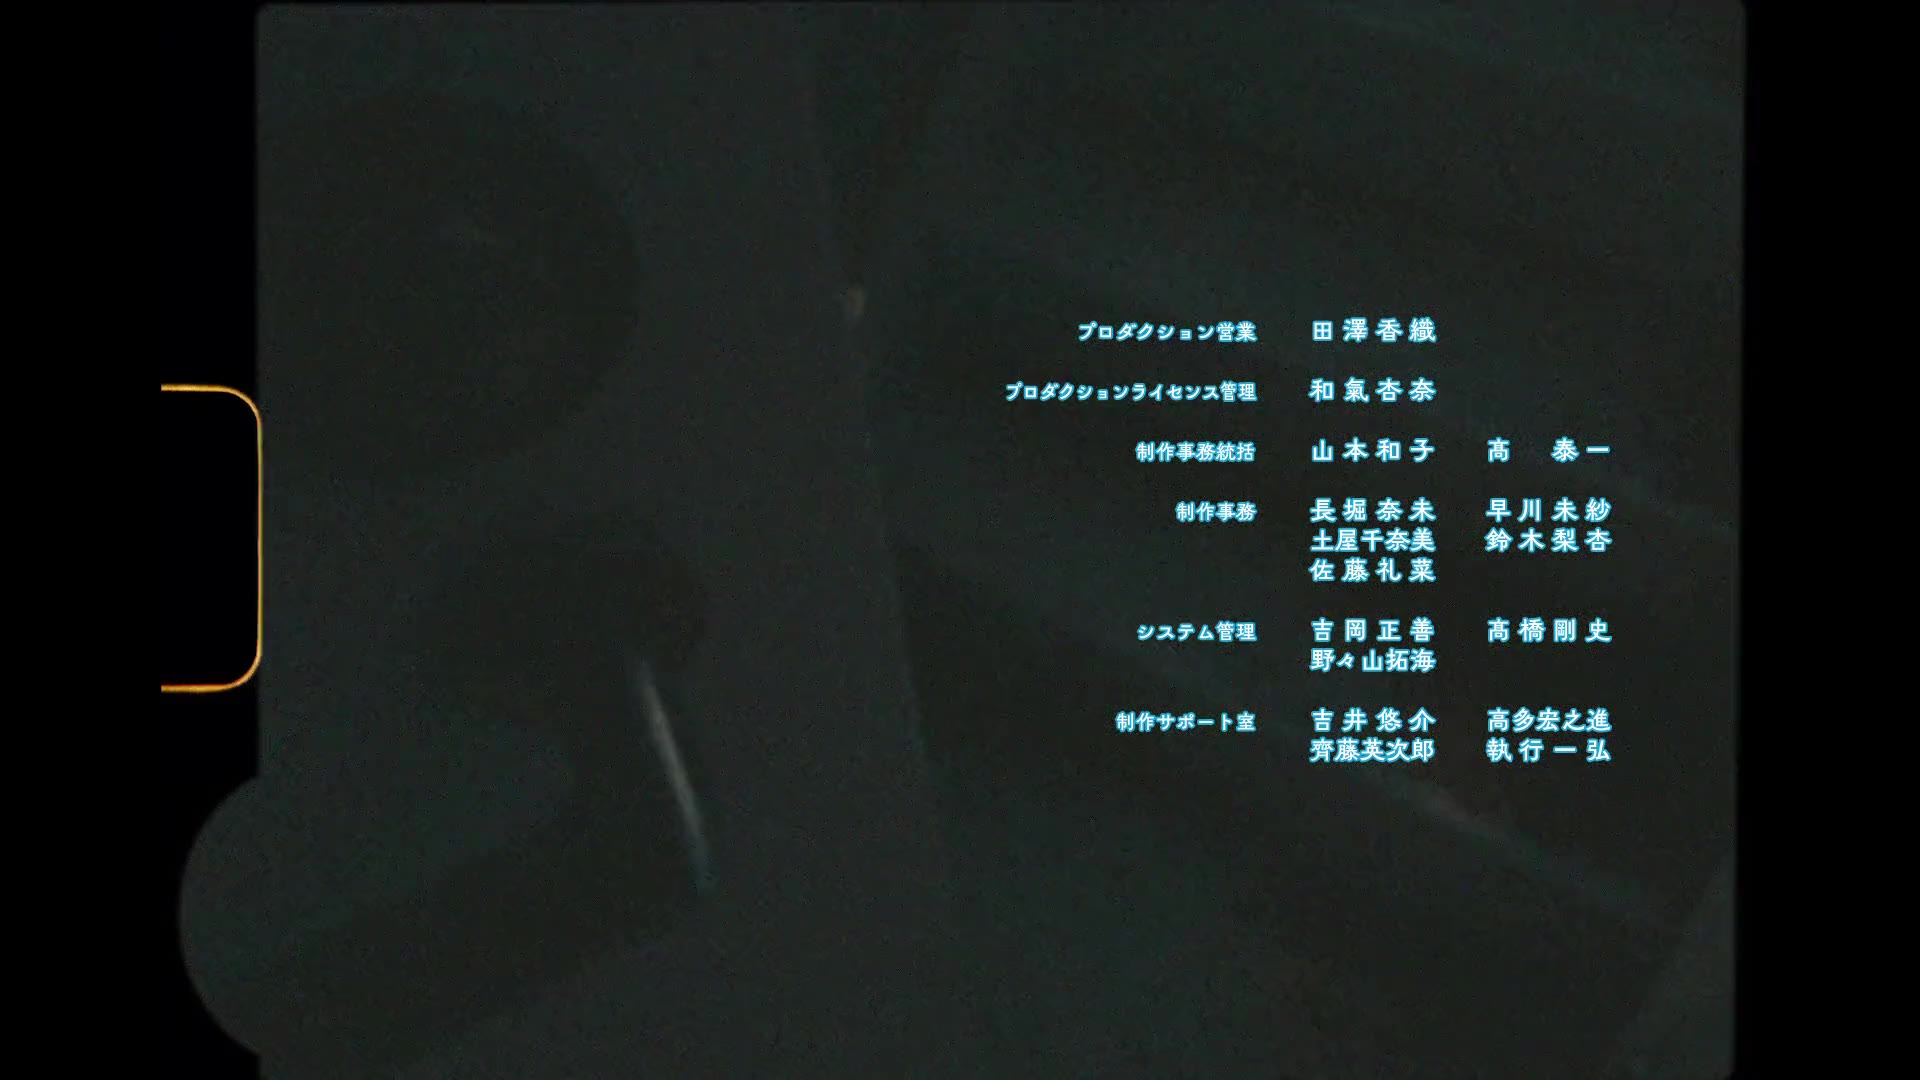 プロダクション営業 田澤香織
プロダクションライセンス管理 和氣杏奈
制作事務統括 山本和子 髙 泰一
制作事務 長堀奈未 早川未紗
土屋千奈美 鈴木梨杏
佐藤礼菜
システム管理 吉岡正善 髙橋剛史
野々山拓海
制作サポート室 吉井悠介 高多宏之進
齊藤英次郎 執行一弘